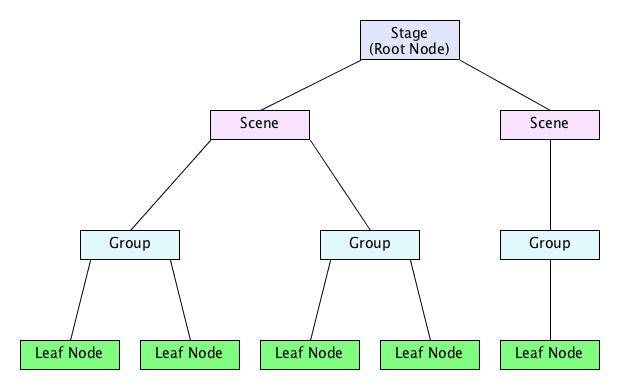 Stage
(Root Node)
Scene
Scene
Group
Group
Group
Leaf Node
Leaf Node
Leaf Node
Leaf Node
Leaf Node